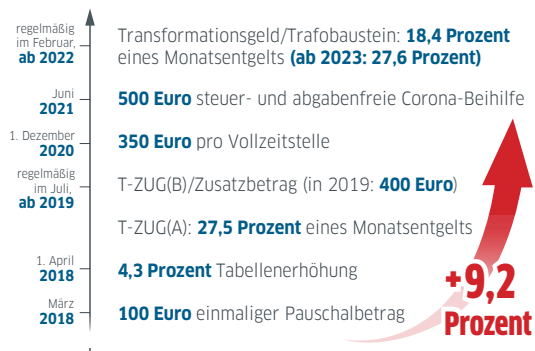 regelmäßig
im Februar,
ab 2022
Transformationsgeld/Trafobaustein: 18,4 Prozent
eines Monatsentgelts (ab 2023: 27,6 Prozent)
Juni
2021
500 Euro steuer- und abgabenfreie Corona-Beihilfe
1. Dezember
2020
350 Euro pro Vollzeitstelle
regelmäßig
im Juli,
ab 2019
T-ZUG(B)/Zusatzbetrag (in 2019: 400 Euro)
T-ZUG(A): 27,5 Prozent eines Monatsentgelts
1. April
2018
4,3 Prozent Tabellenerhöhung
März
2018
100 Euro einmaliger Pauschalbetrag
+9,2
Prozent